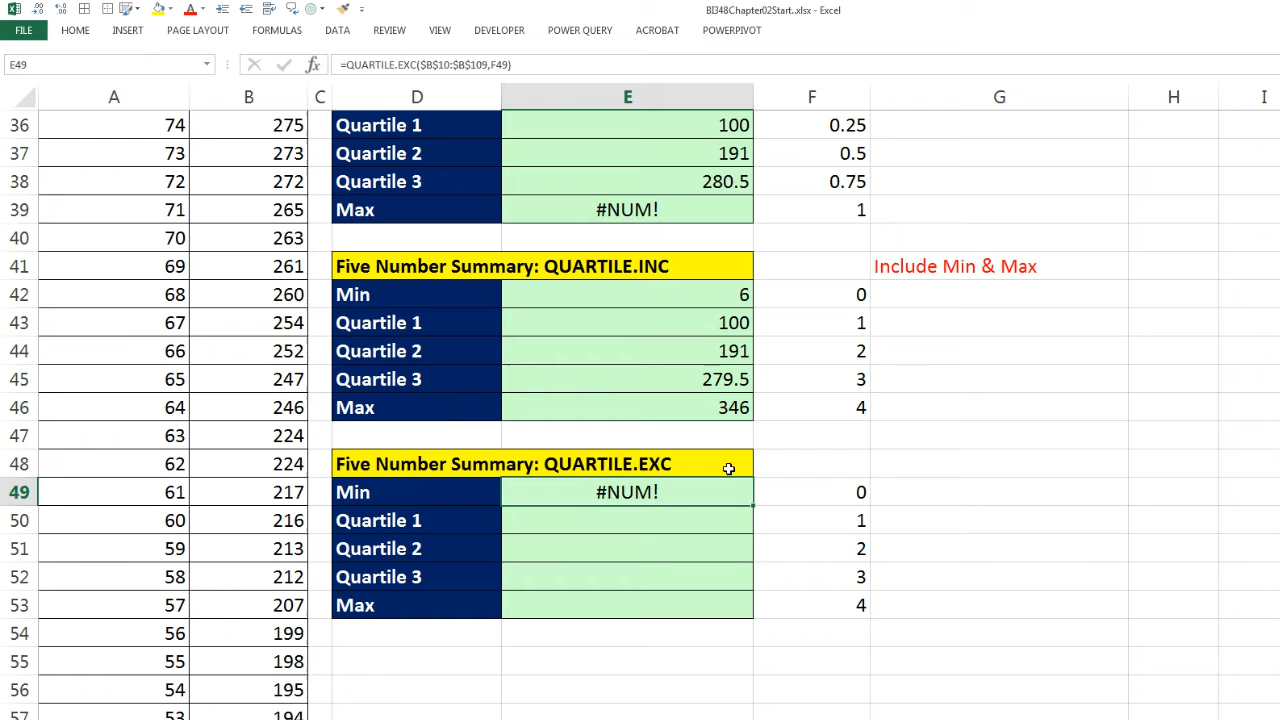 BI348Chapter02Start..xlsx - Excel
FILE HOME INSERT PAGE LAYOUT FORMULAS DATA REVIEW VIEW DEVELOPER POWER QUERY ACROBAT POWERPIVOT
E49 fx =QUARTILE.EXC($B$10:$B$109,F49)
A B C D E F G H I
36 74 275 Quartile 1 100 0.25
37 73 273 Quartile 2 191 0.5
38 72 272 Quartile 3 280.5 0.75
39 71 265 Max #NUM! 1
40 70 263
41 69 261 Five Number Summary: QUARTILE.INC Include Min & Max
42 68 260 Min 6 0
43 67 254 Quartile 1 100 1
44 66 252 Quartile 2 191 2
45 65 247 Quartile 3 279.5 3
46 64 246 Max 346 4
47 63 224
48 62 224 Five Number Summary: QUARTILE.EXC
49 61 217 Min #NUM! 0
50 60 216 Quartile 1 1
51 59 213 Quartile 2 2
52 58 212 Quartile 3 3
53 57 207 Max 4
54 56 199
55 55 198
56 54 195
57 53 194